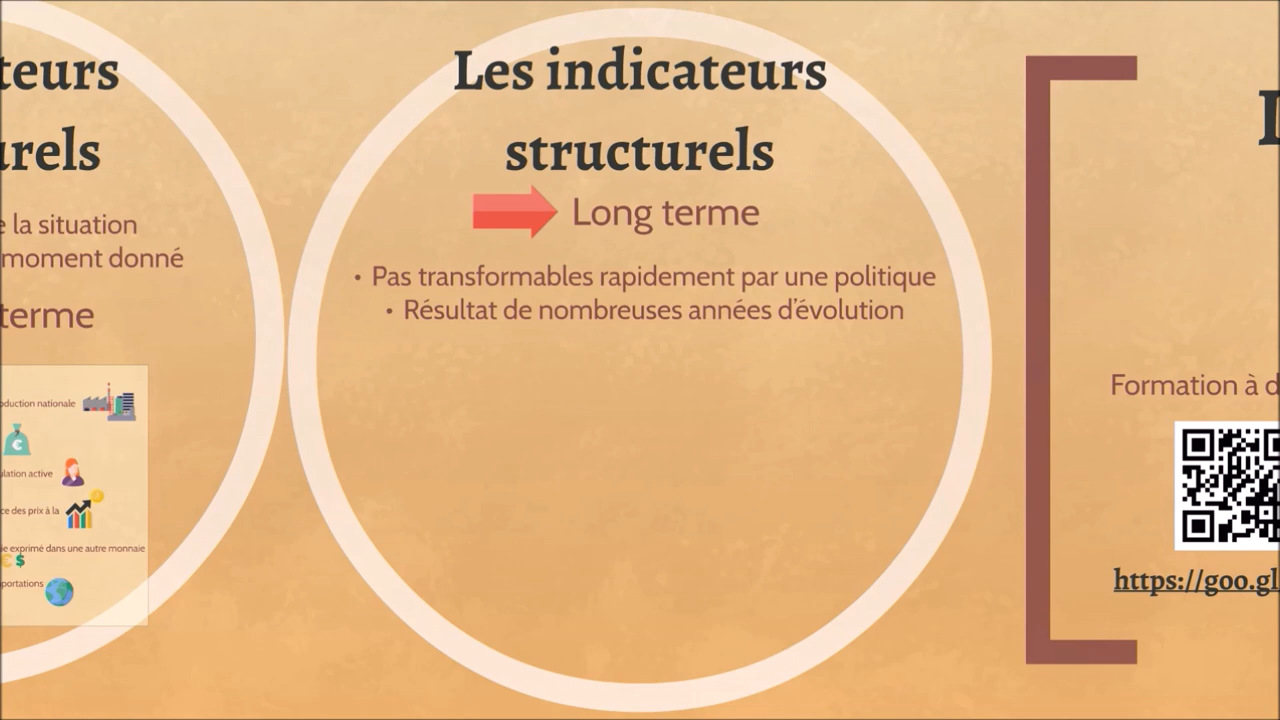 teurs
urels
e la situation
moment donné
terme
oduction nationale
€
ulation active
ce des prix à la
ie exprimé dans une autre monnaie
€ $
portations
Les indicateurs
structurels
Long terme
• Pas transformables rapidement par une politique
• Résultat de nombreuses années d'évolution
Formation à d
https://goo.gl